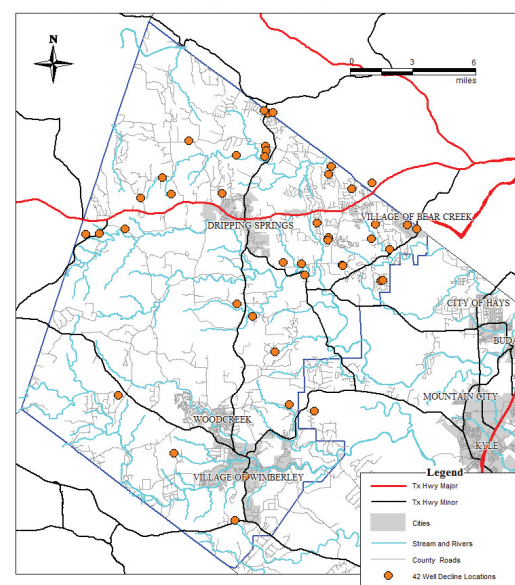 N
0 3 6
miles
VILLAGE OF BEAR CREEK
DRIPPING SPRINGS
CITY OF HAYS
BUDA
MOUNTAIN CITY
WOODCREEK
KYLE
VILLAGE OF WIMBERLEY
Legend
Tx Hwy Major
Tx Hwy Minor
Cities
Stream and Rivers
County Roads
42 Well Decline Locations